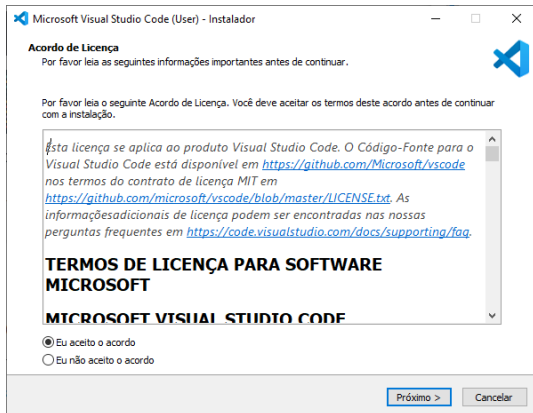 Microsoft Visual Studio Code (User) - Instalador
Acordo de Licença
Por favor leia as seguintes informações importantes antes de continuar.
Por favor leia o seguinte Acordo de Licença. Você deve aceitar os termos deste acordo antes de continuar
com a instalação.
Esta licença se aplica ao produto Visual Studio Code. O Código-Fonte para o
Visual Studio Code está disponível em https://github.com/Microsoft/vscode
nos termos do contrato de licença MIT em
https://github.com/microsoft/vscode/blob/master/LICENSE.txt. As
informaçõesadicionais de licença podem ser encontradas nas nossas
perguntas frequentes em https://code.visualstudio.com/docs/supporting/faq.
TERMOS DE LICENÇA PARA SOFTWARE
MICROSOFT
MICROSOFT VISUAL STUDIO CODE
Eu aceito o acordo
Eu não aceito o acordo
Próximo >
Cancelar